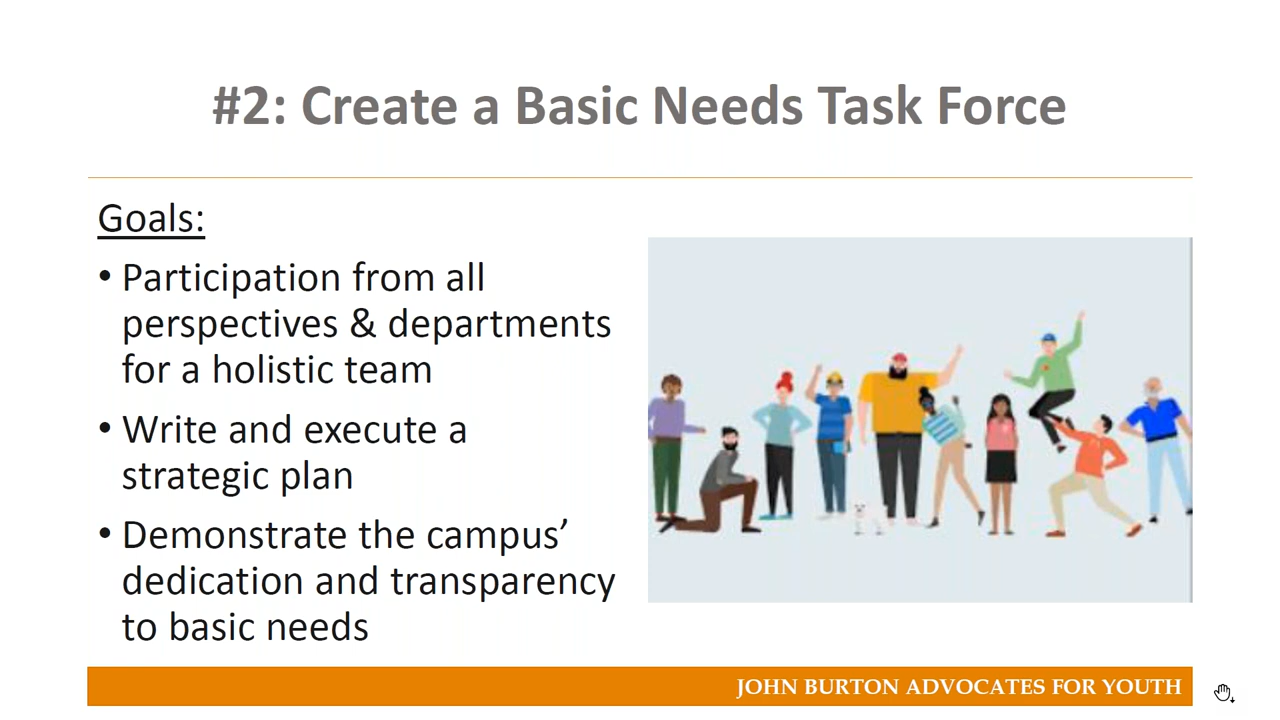 #2: Create a Basic Needs Task Force
Goals:
• Participation from all
perspectives & departments
for a holistic team
• Write and execute a
strategic plan
• Demonstrate the campus’
dedication and transparency
to basic needs
JOHN BURTON ADVOCATES FOR YOUTH